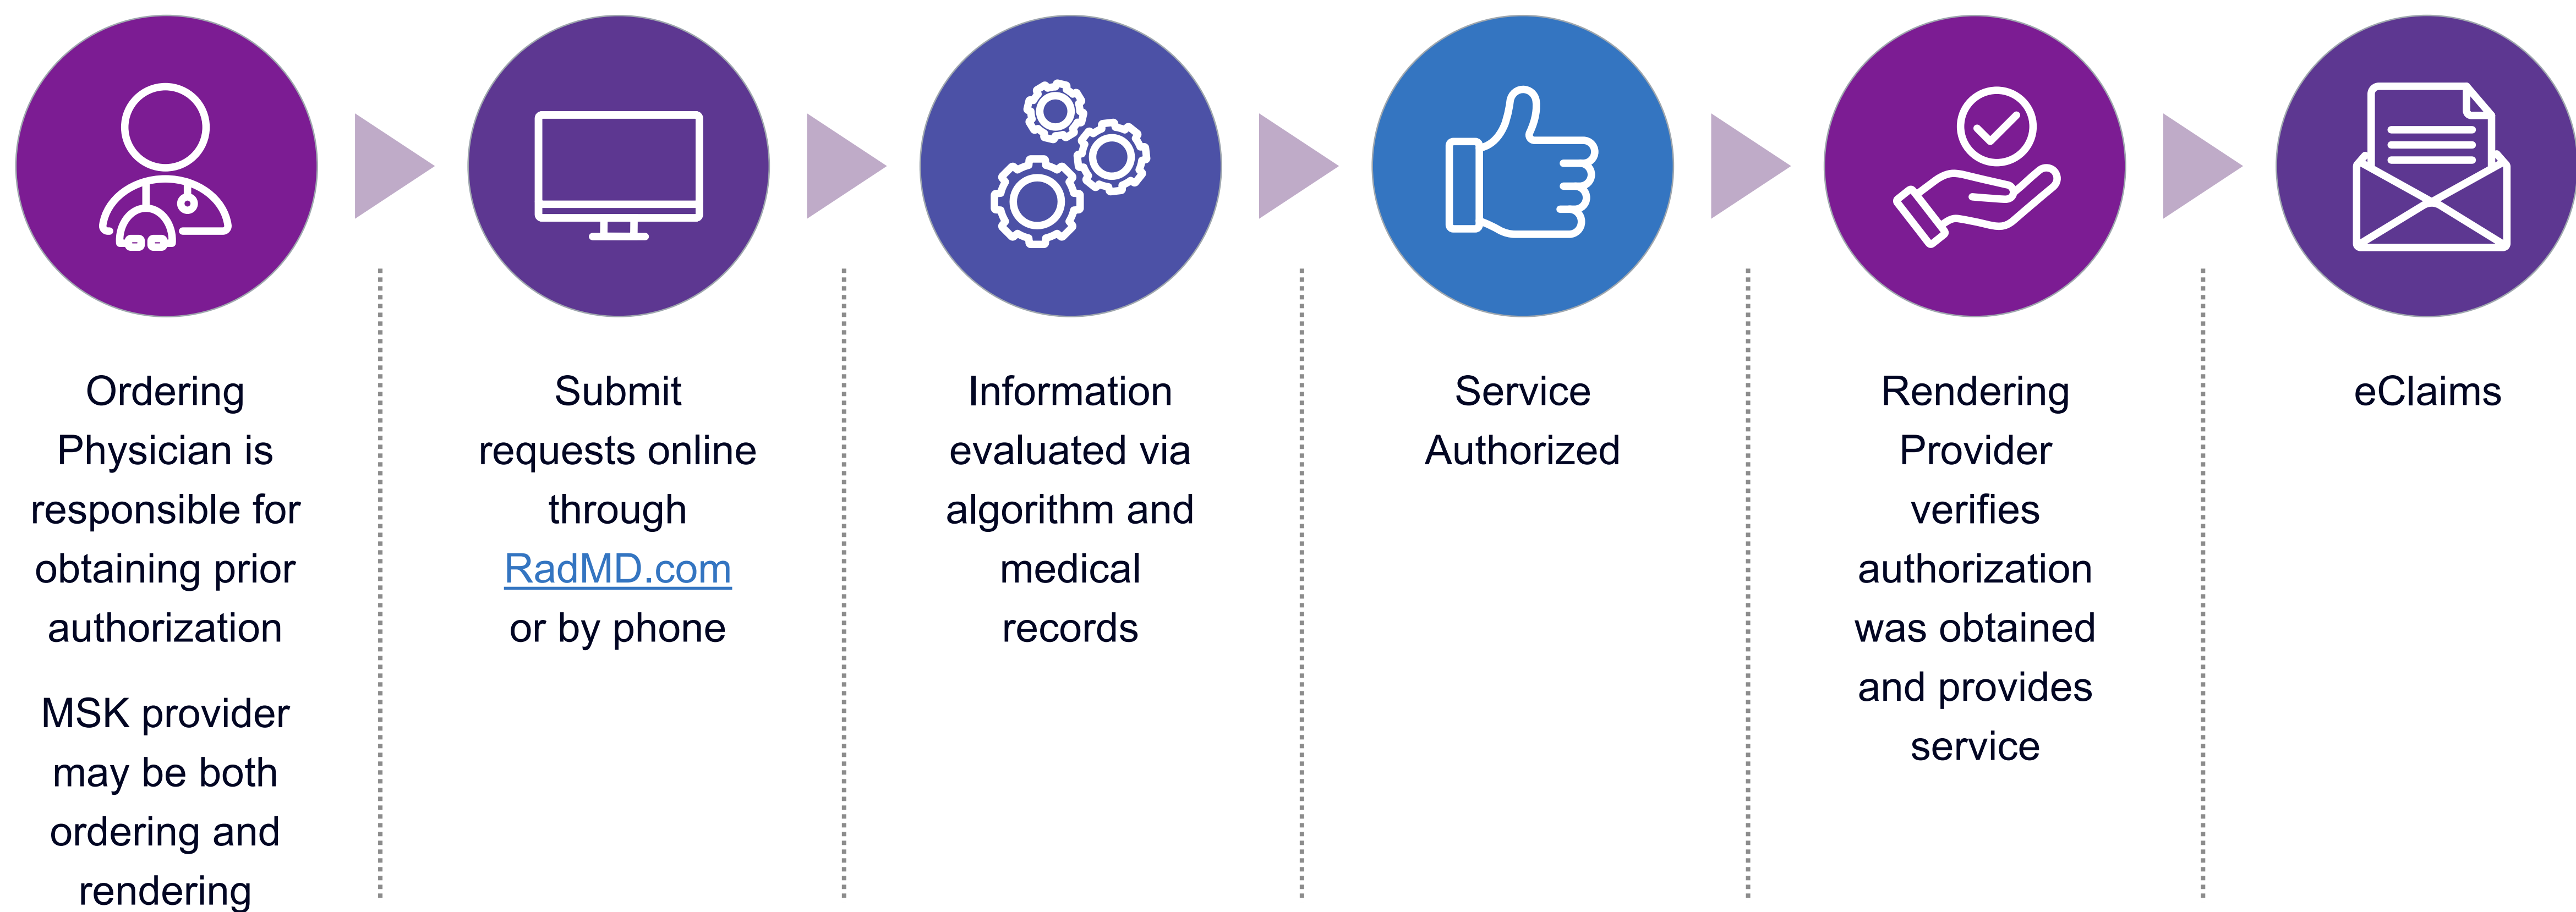 Ordering
Physician is
responsible for
obtaining prior
authorization
MSK provider
may be both
ordering and
rendering
Submit
requests online
through
RadMD.com
or by phone
Information
evaluated via
algorithm and
medical
records
Service
Authorized
Rendering
Provider
verifies
authorization
was obtained
and provides
service
eClaims